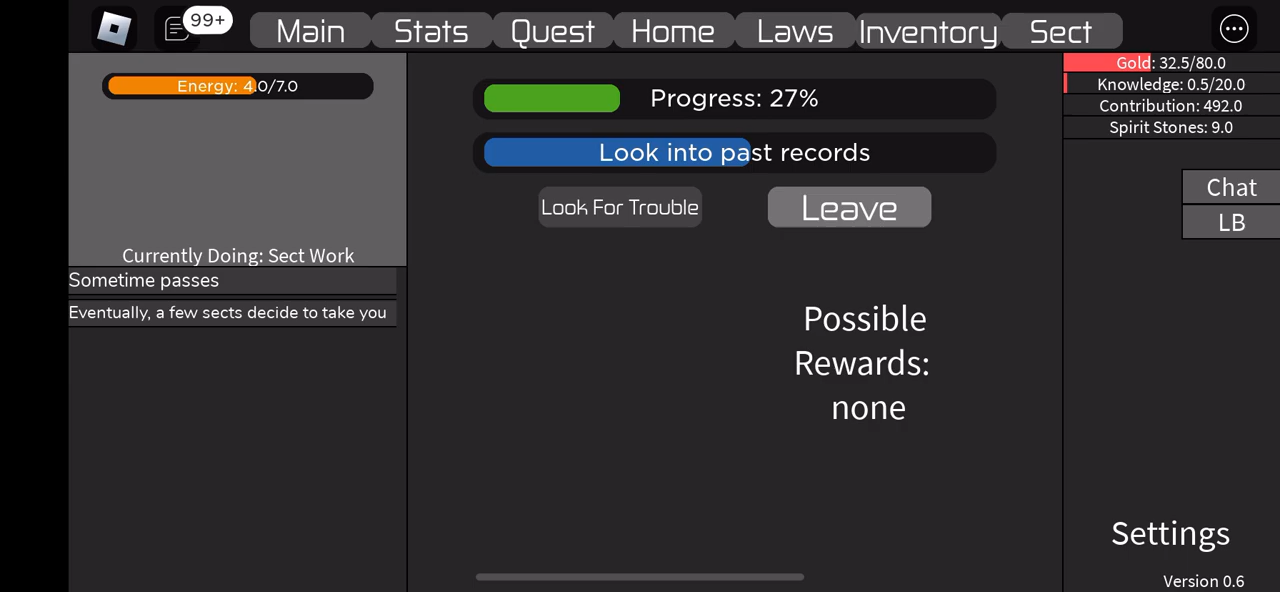 99+
Main
Stats
Quest
Home
Laws
Inventory
Sect
Energy: 4.0/7.0
Currently Doing: Sect Work
Sometime passes
Eventually, a few sects decide to take you
Progress: 27%
Look into past records
Look For Trouble
Leave
Possible
Rewards:
none
Gold: 32.5/80.0
Knowledge: 0.5/20.0
Contribution: 492.0
Spirit Stones: 9.0
Chat
LB
Settings
Version 0.6